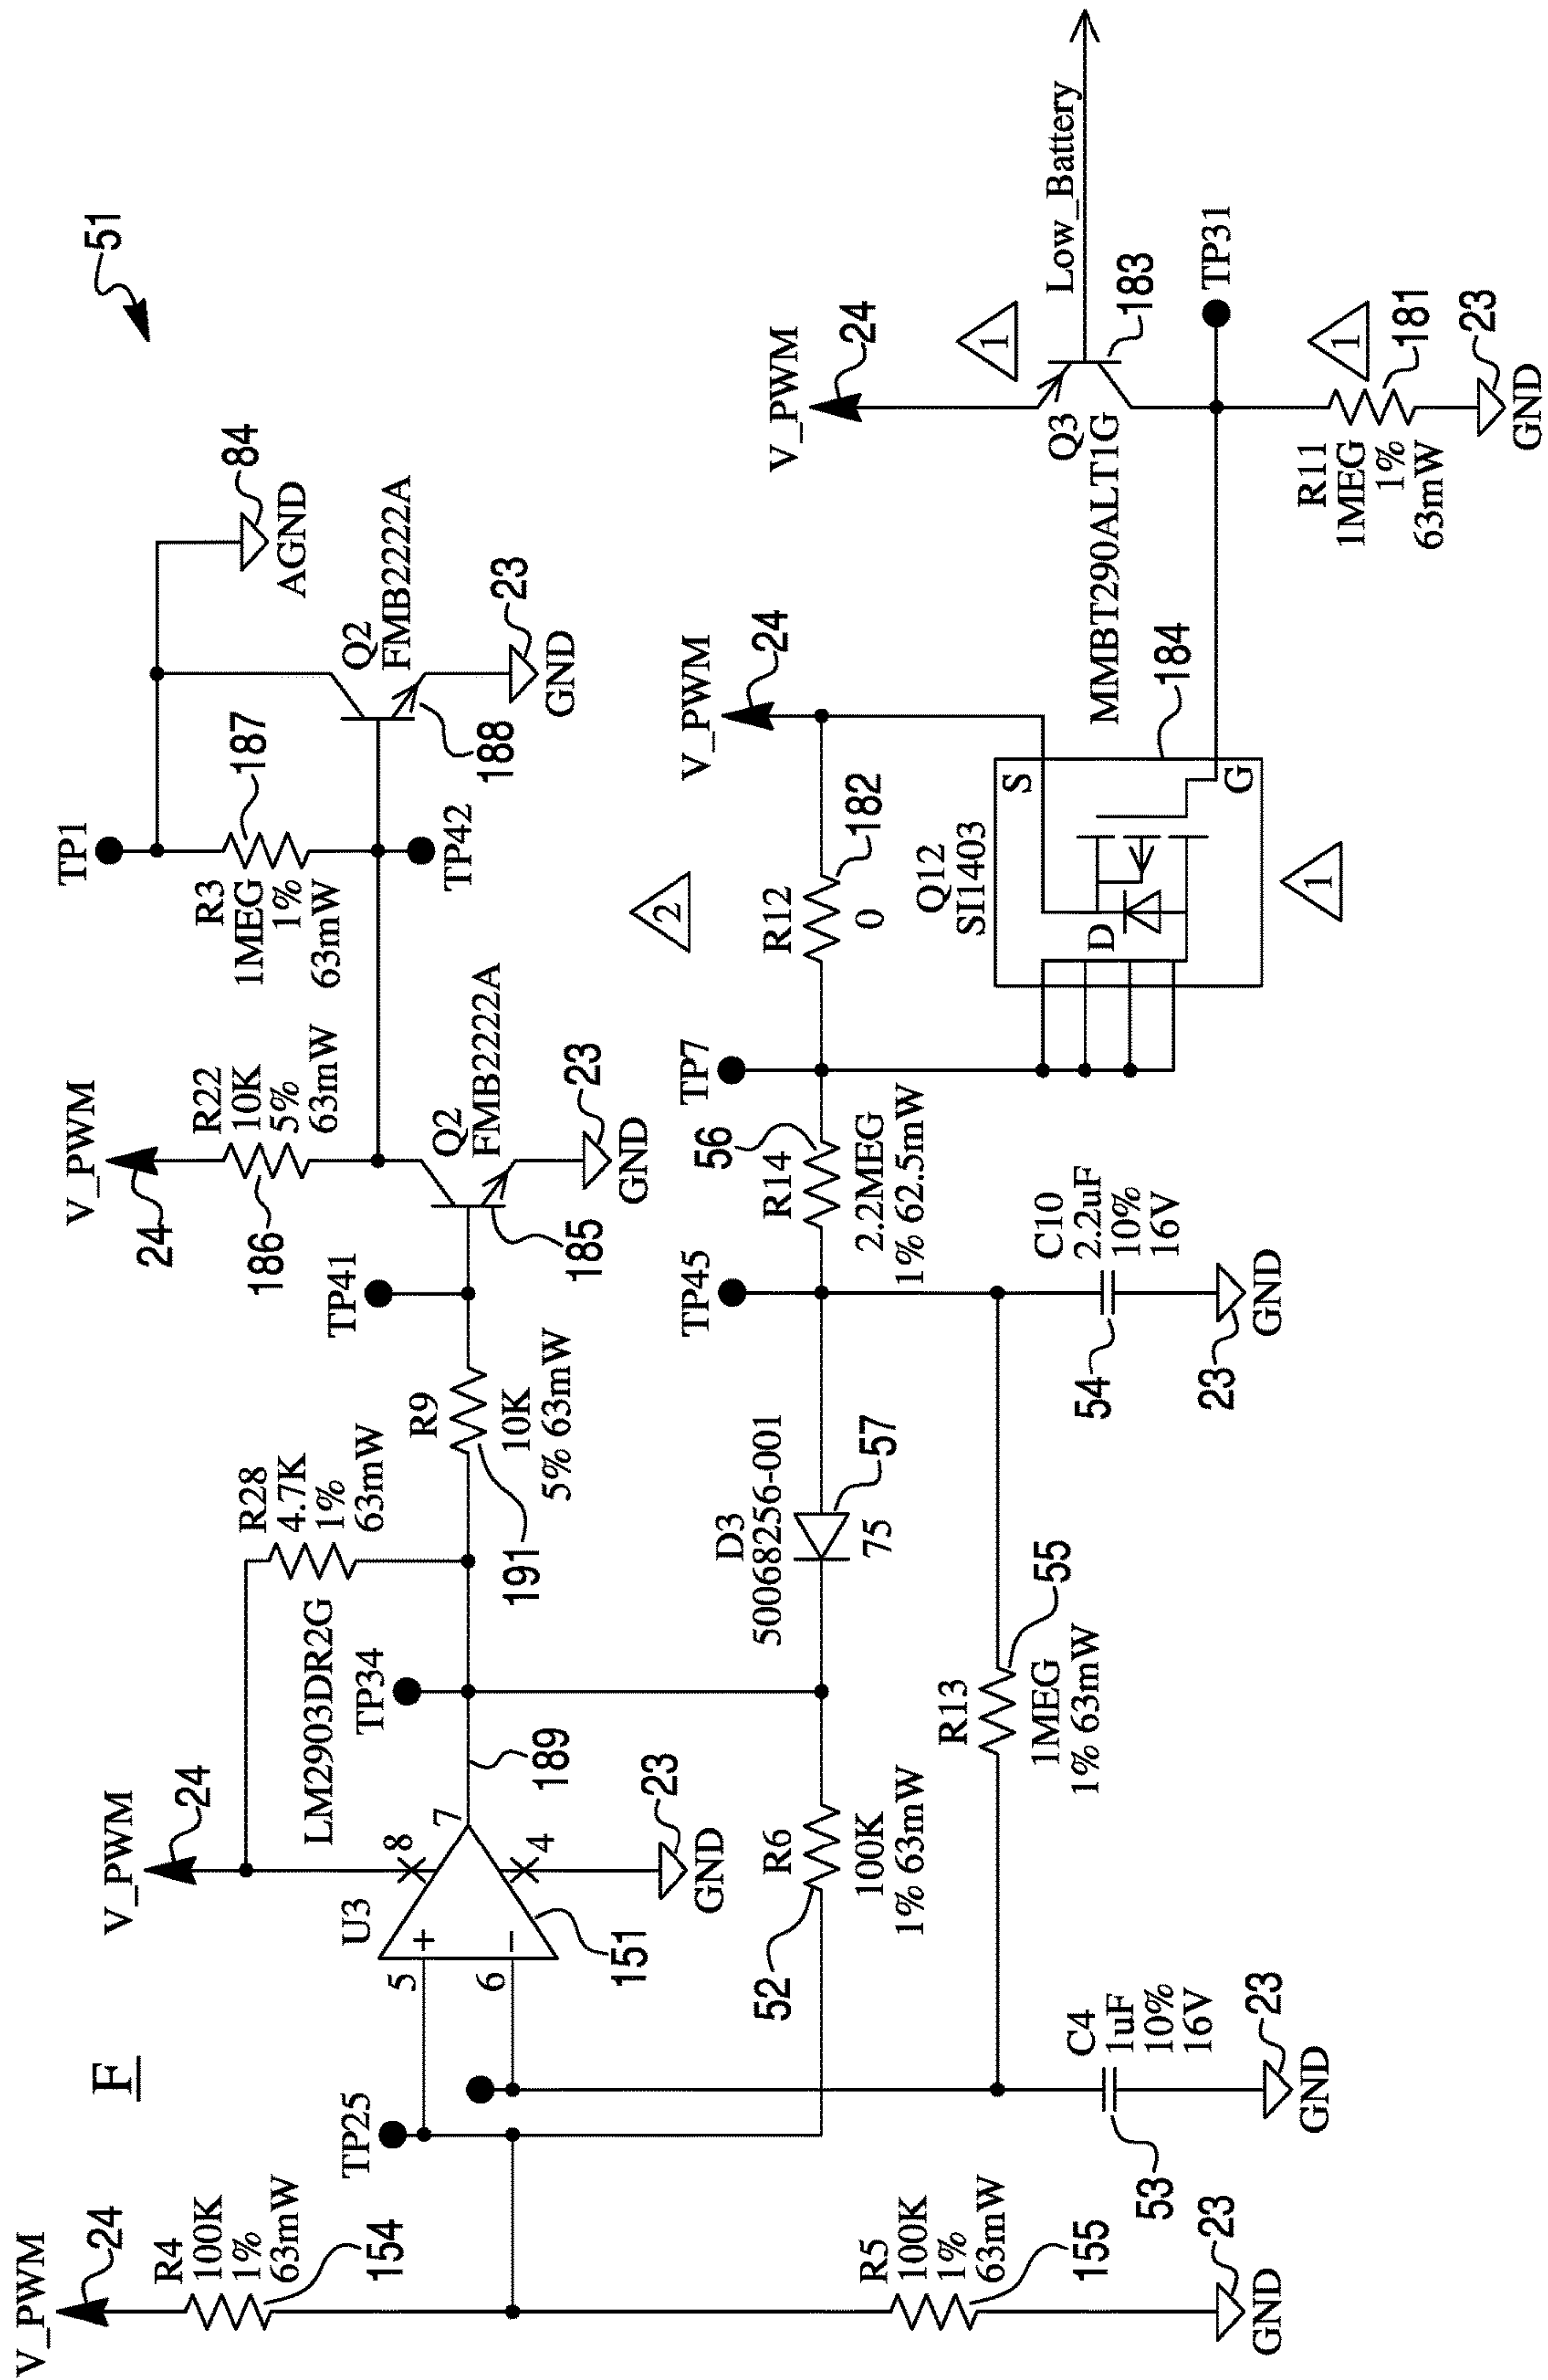 51
F
V_PWM
24
R4
100K
1%
63mW
154
R5
100K
1%
63mW
155
23
GND
TP25
5
6
+
−
U3
151
V_PWM
24
8
4
7
LM2903DR2G
23
GND
189
TP34
R28
4.7K
1%
63mW
R9
10K
5% 63mW
191
TP41
V_PWM
24
R22
10K
5%
63mW
186
Q2
FMB2222A
185
23
GND
TP1
R3
1MEG
1%
63mW
187
TP42
Q2
FMB2222A
188
23
GND
84
AGND
52
R6
100K
1% 63mW
D3
50068256-001
75
57
TP45
R14
2.2MEG
1% 62.5mW
56
TP7
R12
0
182
2
V_PWM
24
C4
1uF
10%
16V
53
23
GND
R13
1MEG
1% 63mW
55
C10
2.2uF
10%
16V
54
23
GND
Q12
SI1403
S
D
G
184
1
V_PWM
24
1
Q3
MMBT290ALT1G
183
Low_Battery
TP31
R11
1MEG
1%
63mW
181
1
23
GND